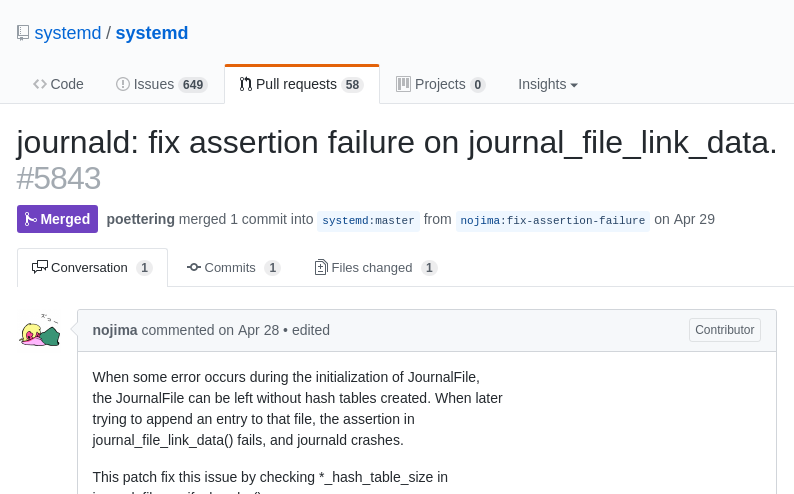 systemd / systemd
Code Issues 649 Pull requests 58 Projects 0 Insights
journald: fix assertion failure on journal_file_link_data.
#5843
Merged poettering merged 1 commit into systemd:master from nojima:fix-assertion-failure on Apr 29
Conversation 1 Commits 1 Files changed 1
nojima commented on Apr 28 • edited Contributor
When some error occurs during the initialization of JournalFile,
the JournalFile can be left without hash tables created. When later
trying to append an entry to that file, the assertion in
journal_file_link_data() fails, and journald crashes.
This patch fix this issue by checking *_hash_table_size in